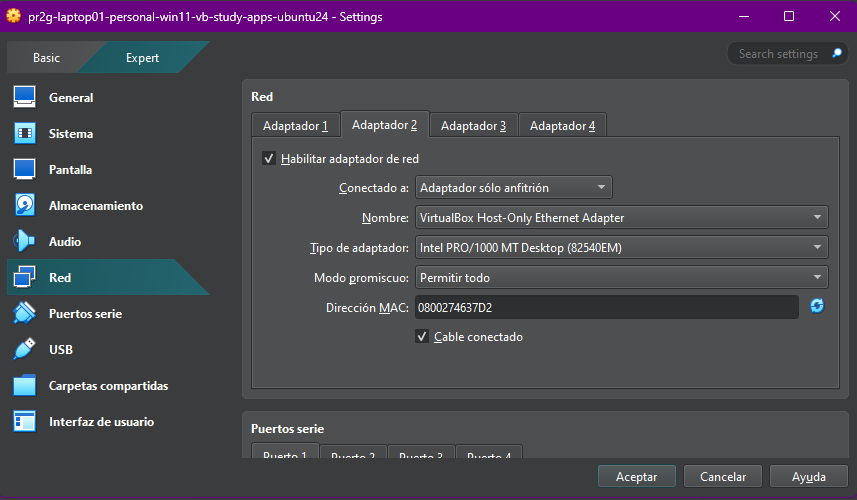 pr2g-laptop01-personal-win11-vb-study-apps-ubuntu24 - Settings
Basic
Expert
Search settings
General
Sistema
Pantalla
Almacenamiento
Audio
Red
Puertos serie
USB
Carpetas compartidas
Interfaz de usuario
Red
Adaptador 1 Adaptador 2 Adaptador 3 Adaptador 4
Habilitar adaptador de red
Conectado a: Adaptador sólo anfitrión
Nombre: VirtualBox Host-Only Ethernet Adapter
Tipo de adaptador: Intel PRO/1000 MT Desktop (82540EM)
Modo promiscuo: Permitir todo
Dirección MAC: 0800274637D2
Cable conectado
Puertos serie
Puerto 1 Puerto 2 Puerto 3 Puerto 4
Aceptar Cancelar Ayuda